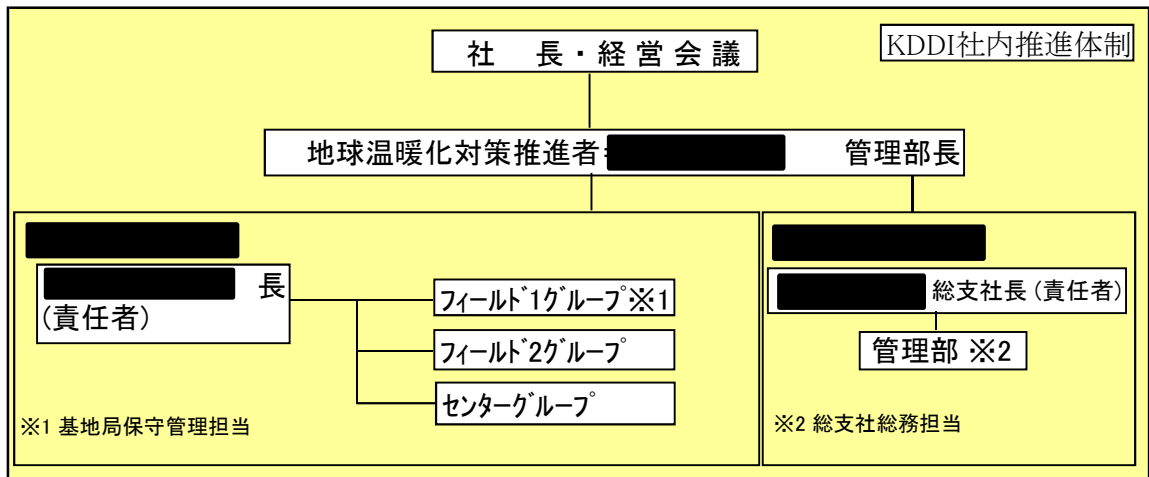 KDDI社内推進体制
社 長・経営会議
地球温暖化対策推進者: 管理部長
長
(責任者)
フィールド1グループ※1
フィールド2グループ
センターグループ
※1 基地局保守管理担当
総支社長 (責任者)
管理部 ※2
※2 総支社総務担当